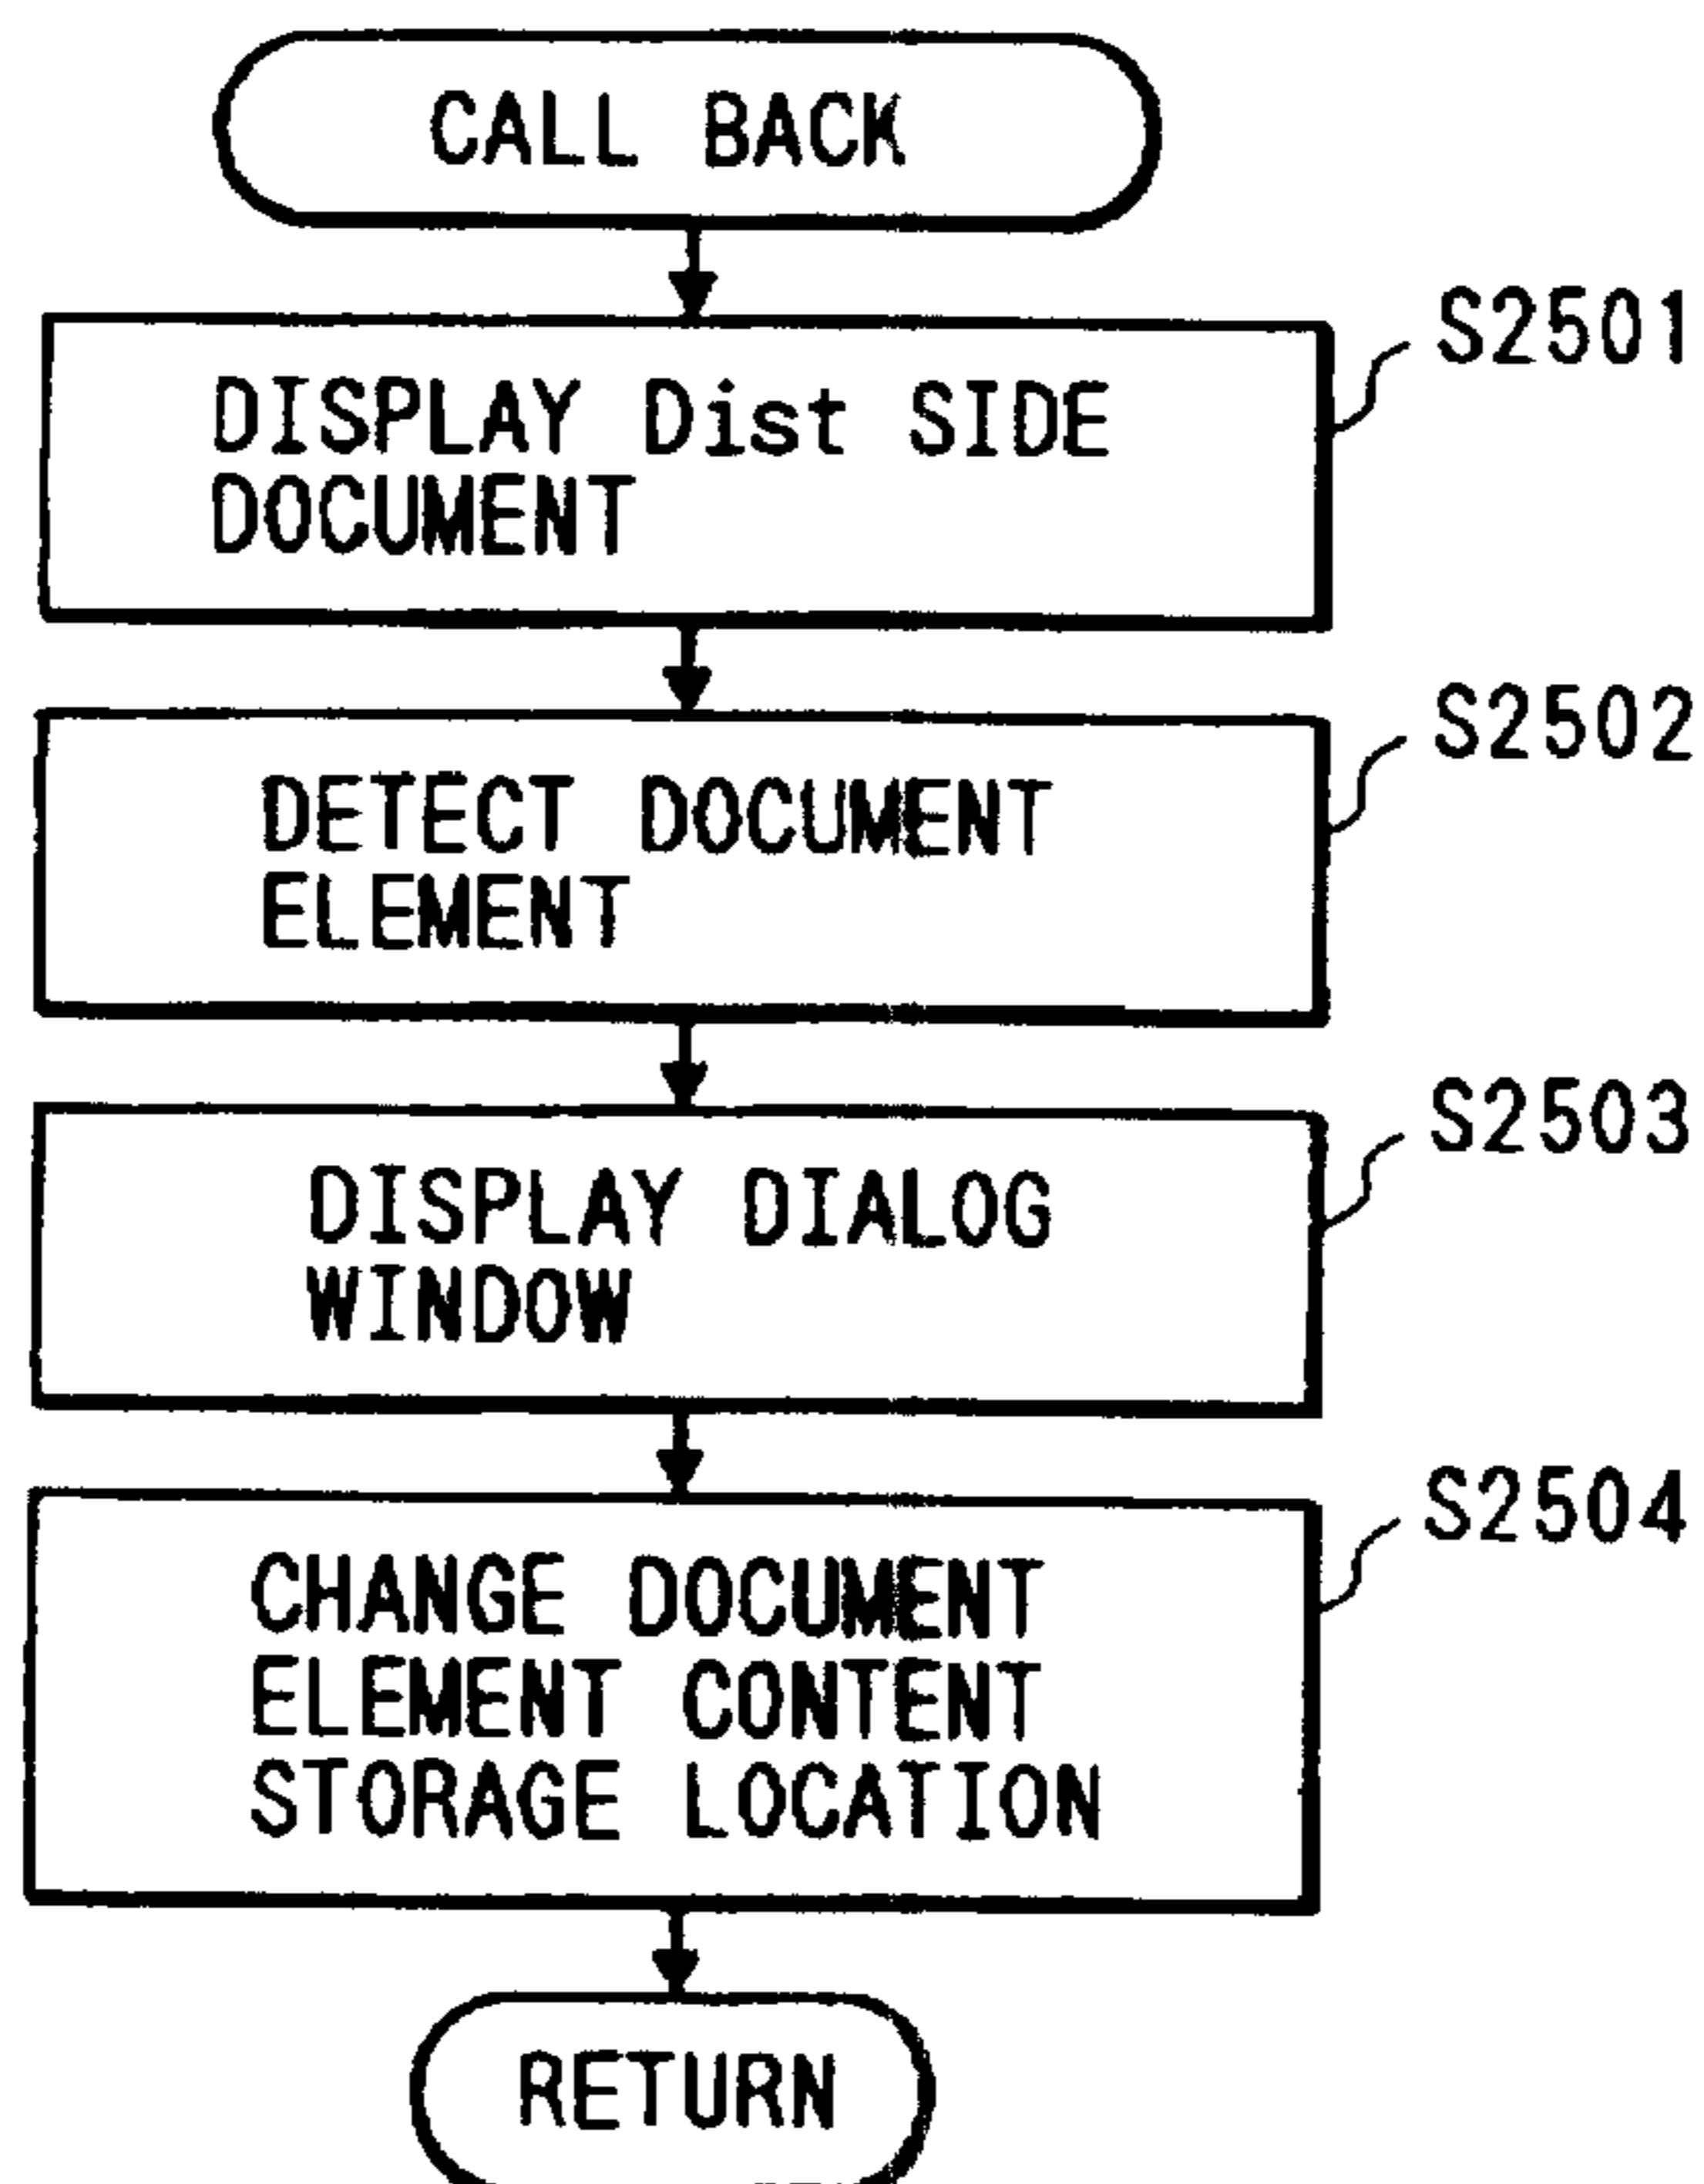 CALL BACK
S2501
DISPLAY Dist SIDE
DOCUMENT
S2502
DETECT DOCUMENT
ELEMENT
S2503
DISPLAY DIALOG
WINDOW
S2504
CHANGE DOCUMENT
ELEMENT CONTENT
STORAGE LOCATION
RETURN